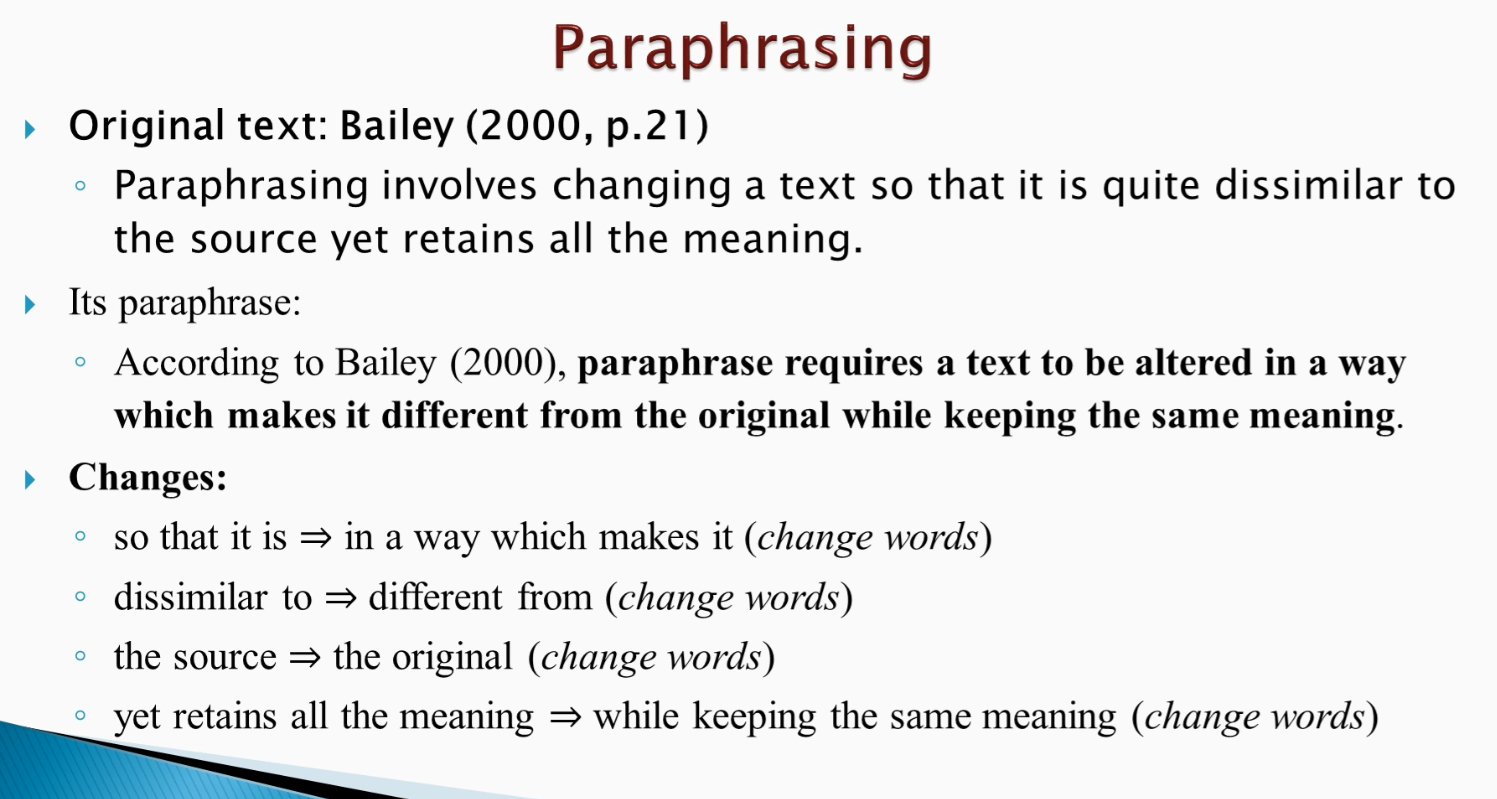 Paraphrasing
Original text: Bailey (2000, p.21)
Paraphrasing involves changing a text so that it is quite dissimilar to
the source yet retains all the meaning.
Its paraphrase:
According to Bailey (2000), paraphrase requires a text to be altered in a way
which makes it different from the original while keeping the same meaning.
Changes:
so that it is ⇒ in a way which makes it (change words)
dissimilar to ⇒ different from (change words)
the source ⇒ the original (change words)
yet retains all the meaning ⇒ while keeping the same meaning (change words)